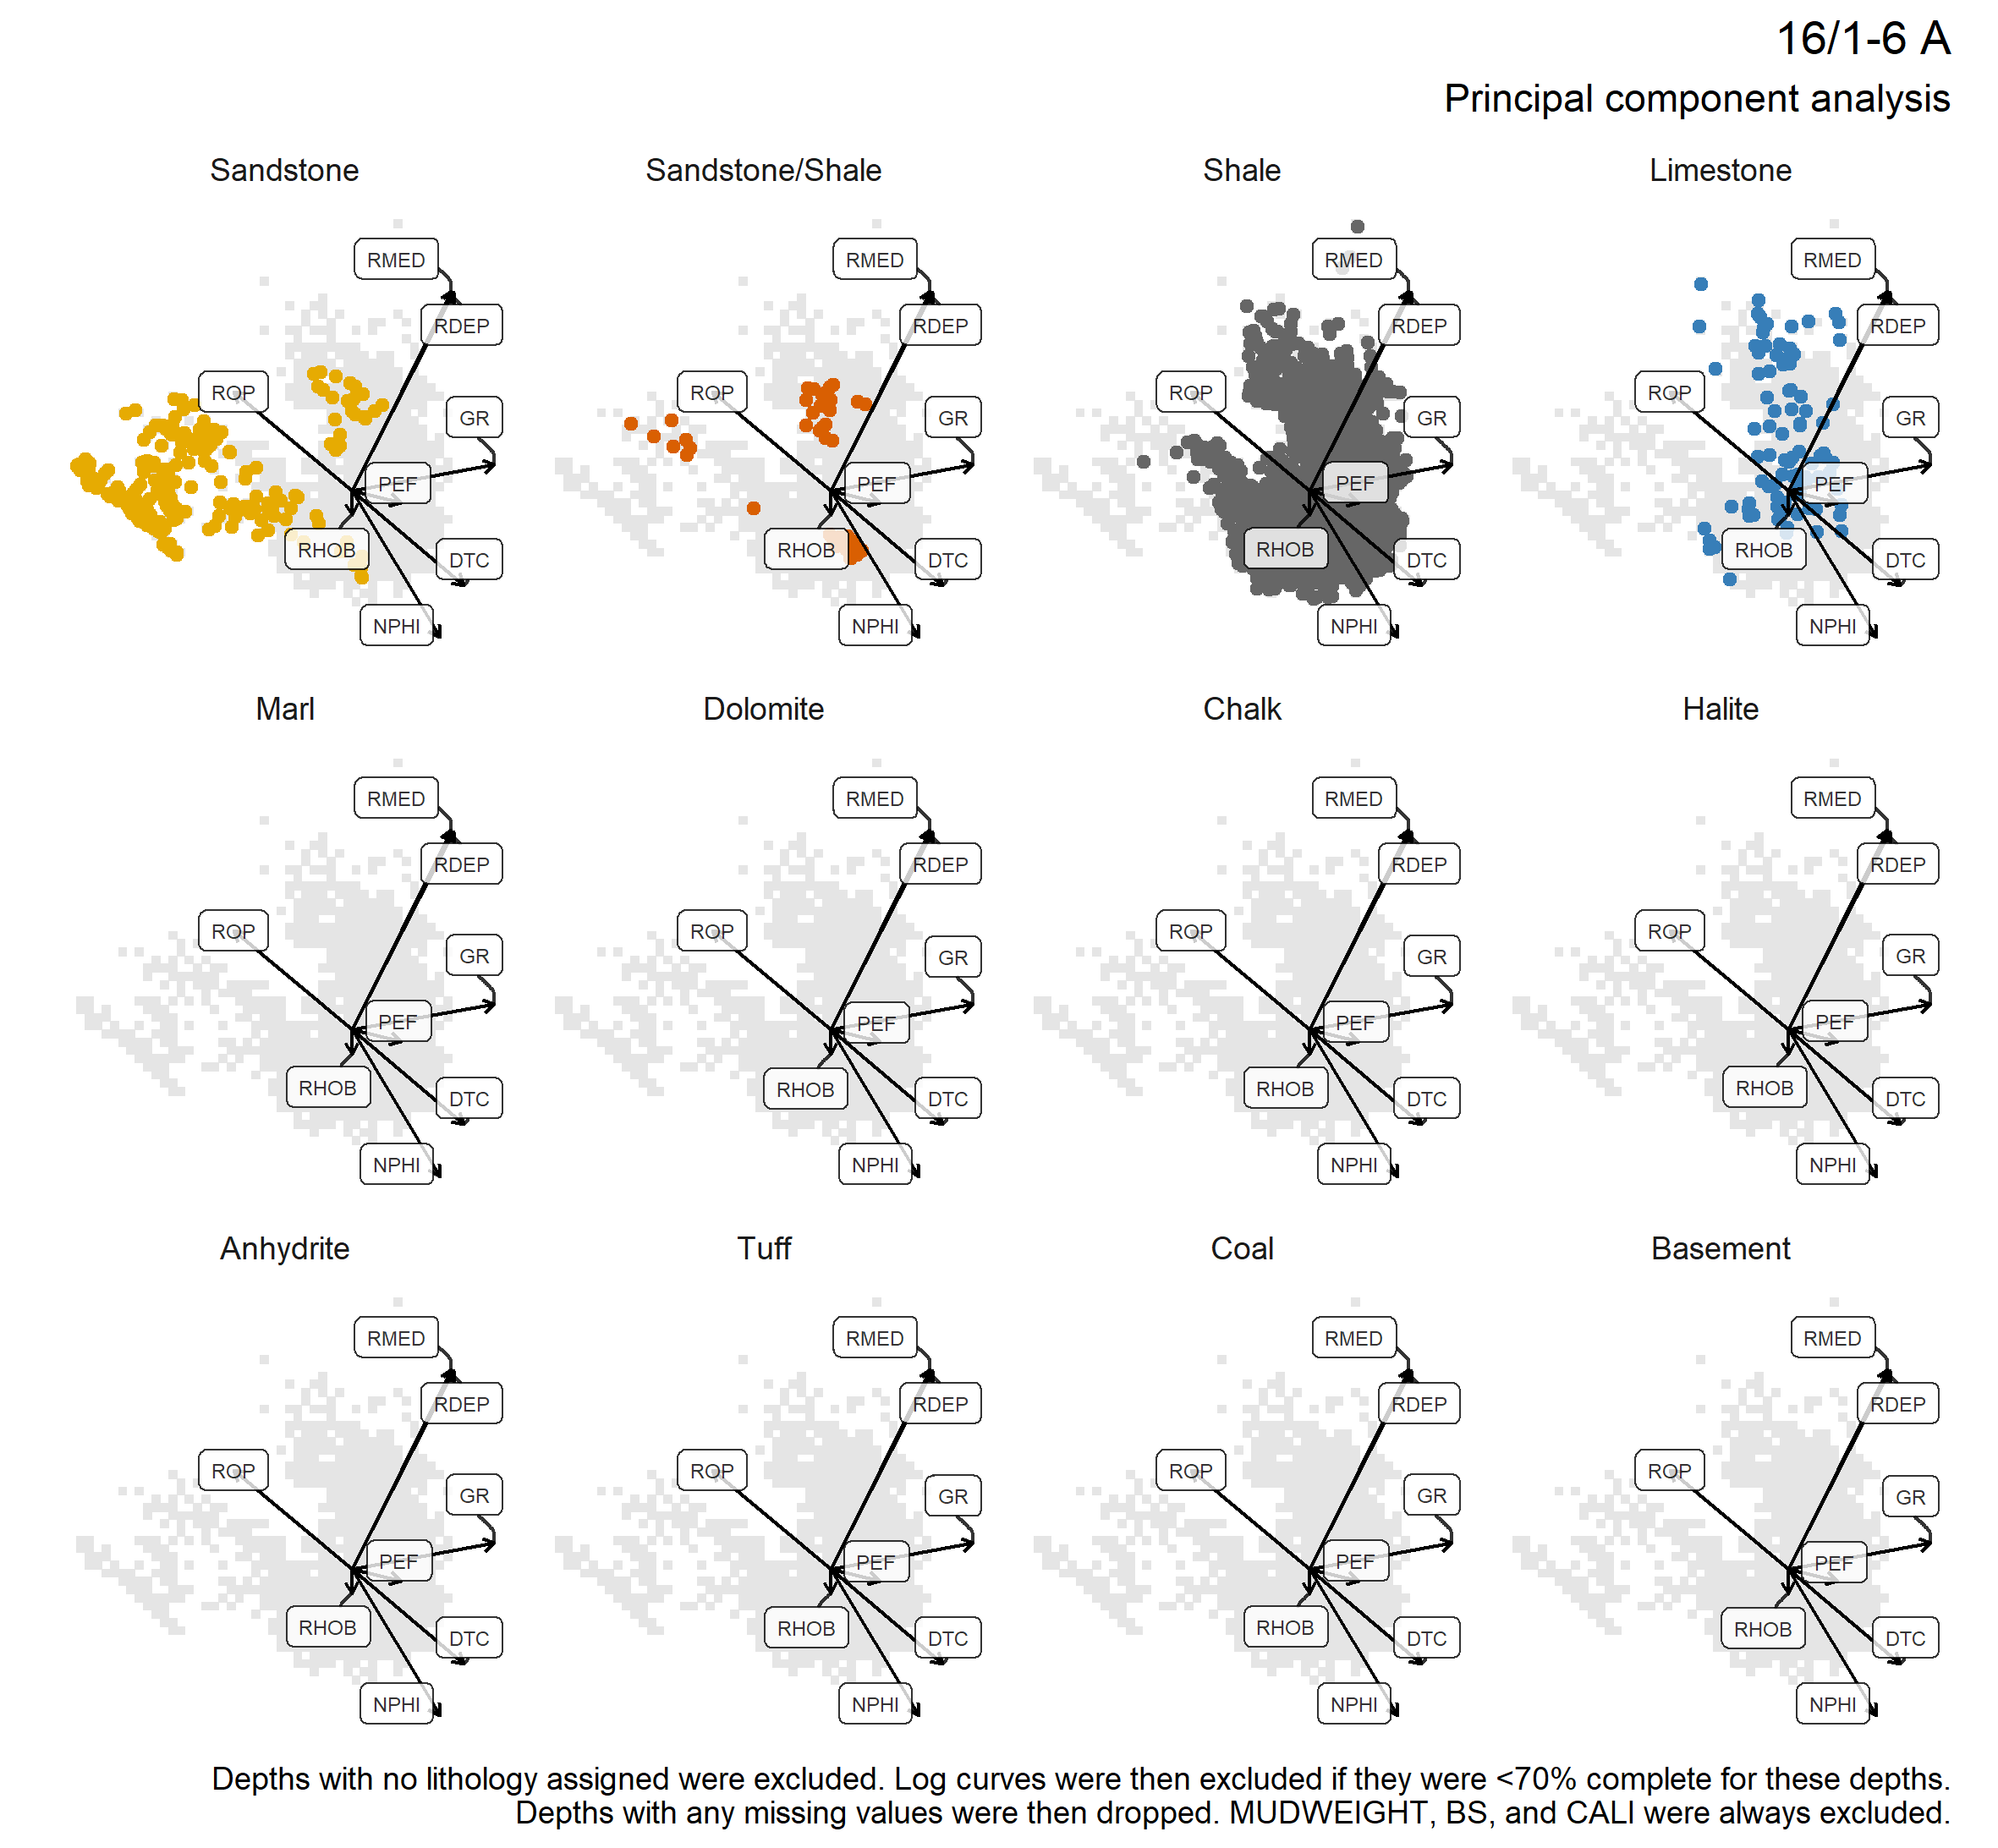 16/1-6 A
Principal component analysis
Sandstone
Sandstone/Shale
Shale
Limestone
RMED
RDEP
ROP
GR
PEF
RHOB
DTC
NPHI
RMED
RDEP
ROP
GR
PEF
RHOB
DTC
NPHI
RMED
RDEP
ROP
GR
PEF
RHOB
DTC
NPHI
RMED
RDEP
ROP
GR
PEF
RHOB
DTC
NPHI
Marl
Dolomite
Chalk
Halite
RMED
RDEP
ROP
GR
PEF
RHOB
DTC
NPHI
RMED
RDEP
ROP
GR
PEF
RHOB
DTC
NPHI
RMED
RDEP
ROP
GR
PEF
RHOB
DTC
NPHI
RMED
RDEP
ROP
GR
PEF
RHOB
DTC
NPHI
Anhydrite
Tuff
Coal
Basement
RMED
RDEP
ROP
GR
PEF
RHOB
DTC
NPHI
RMED
RDEP
ROP
GR
PEF
RHOB
DTC
NPHI
RMED
RDEP
ROP
GR
PEF
RHOB
DTC
NPHI
RMED
RDEP
ROP
GR
PEF
RHOB
DTC
NPHI
Depths with no lithology assigned were excluded. Log curves were then excluded if they were <70% complete for these depths.
Depths with any missing values were then dropped. MUDWEIGHT, BS, and CALI were always excluded.